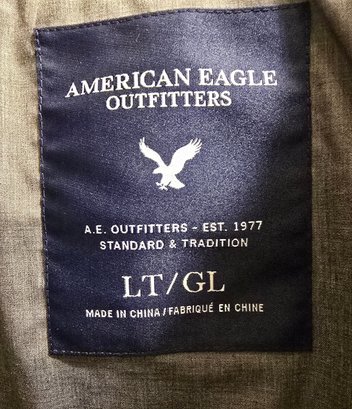 AMERICAN EAGLE
OUTFITTERS
A.E. OUTFITTERS - EST. 1977
STANDARD & TRADITION
LT/GL
MADE IN CHINA/FABRIQUÉ EN CHINE